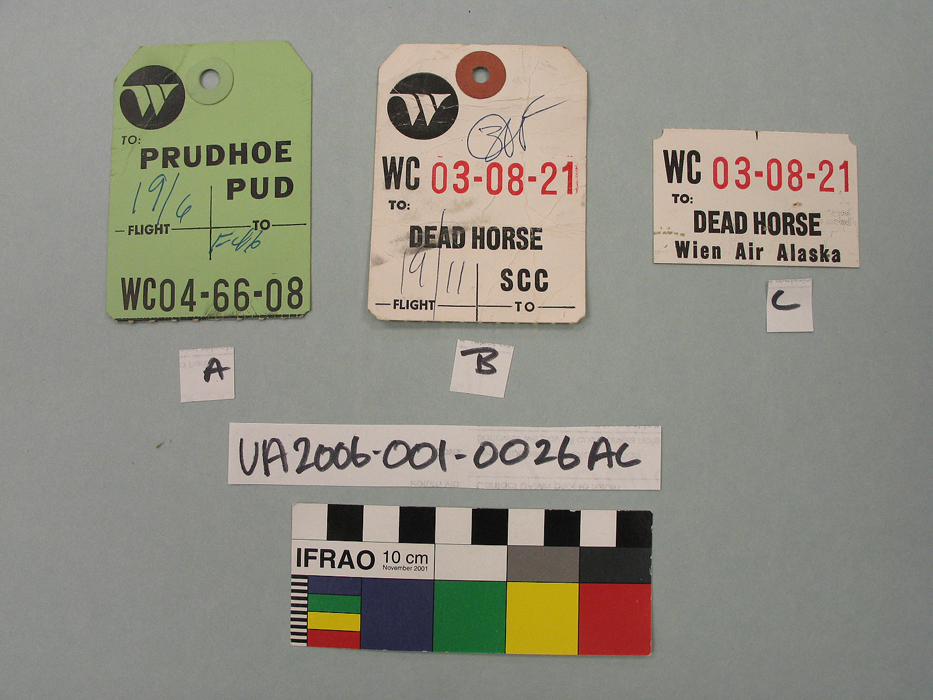 W
TO:
PRUDHOE
PUD
19/6
FLIGHT TO
WC04-66-08
W
WC 03-08-21
TO:
DEAD HORSE
19/11
SCC
FLIGHT TO
WC 03-08-21
TO:
DEAD HORSE
Wien Air Alaska
A
B
C
UA2006-001-0026AC
IFRAO 10 cm
November 2001